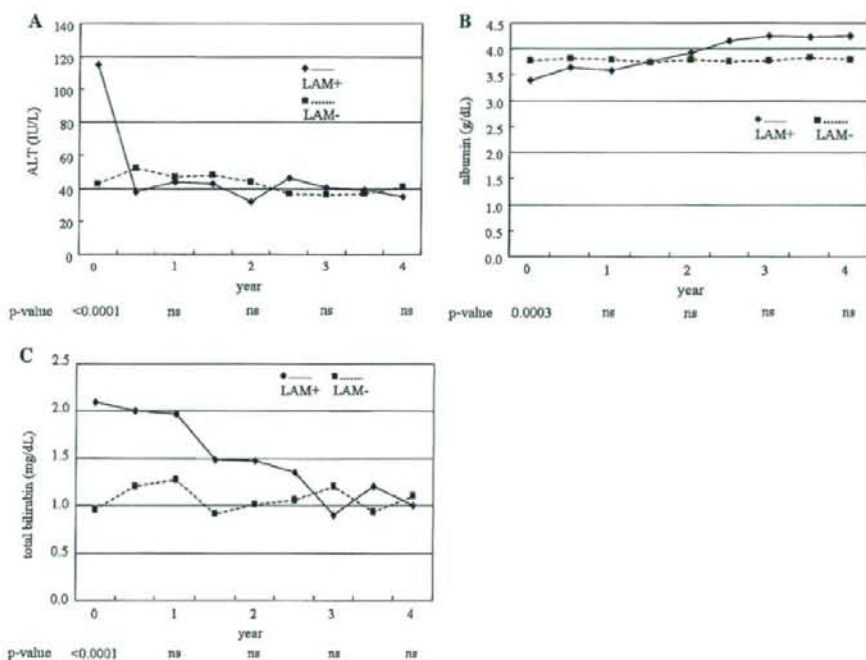 A
140
120
100
80
60
40
20
0
ALT (IU/L)
LAM+
LAM-
0 1 2 3 4
year
p-value <0.0001 ns ns ns ns
B
4.5
4.0
3.5
3.0
2.5
2.0
1.5
1.0
0.5
0.0
albumin (g/dL)
LAM+ LAM-
0 1 2 3 4
year
p-value 0.0003 ns ns ns ns
C
2.5
2.0
1.5
1.0
0.5
0.0
total bilirubin (mg/dL)
LAM+ LAM-
0 1 2 3 4
year
p-value <0.0001 ns ns ns ns